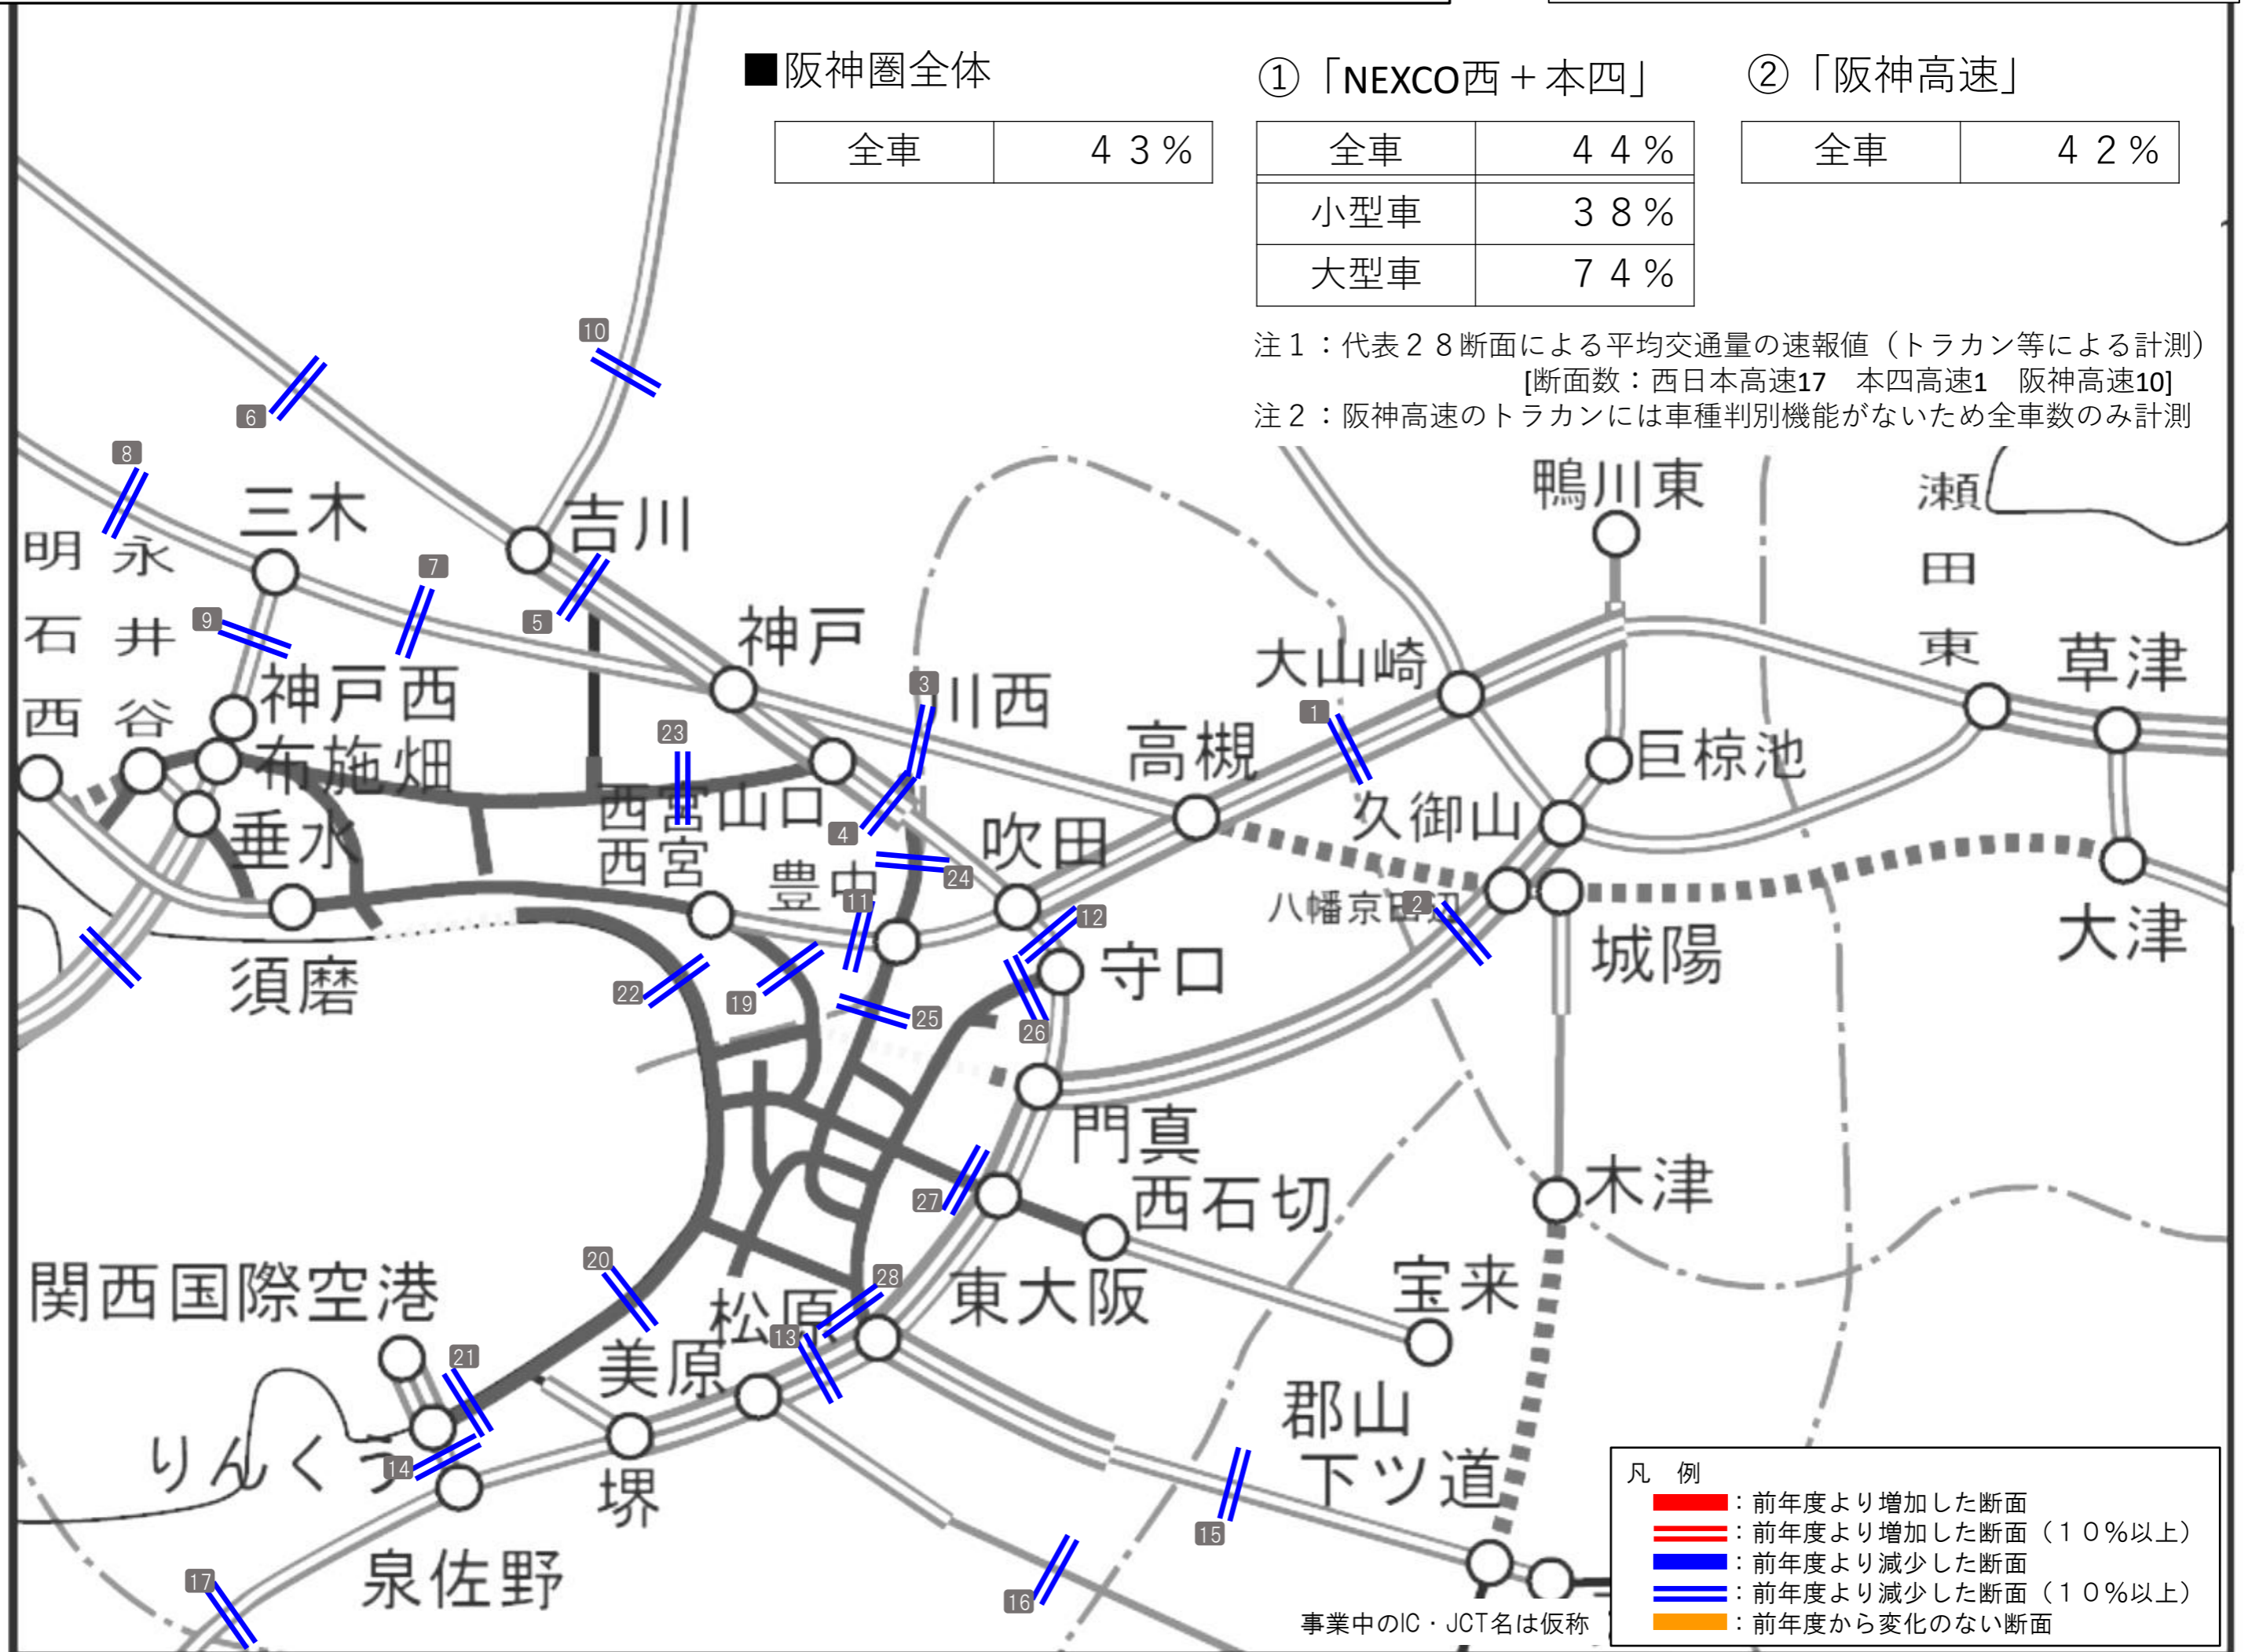 ■阪神圏全体
全車 ４３％
①「NEXCO西＋本四」
全車 ４４％
小型車 ３８％
大型車 ７４％
②「阪神高速」
全車 ４２％
注１：代表２８断面による平均交通量の速報値（トラカン等による計測）
[断面数：西日本高速17　本四高速1　阪神高速10]
注２：阪神高速のトラカンには車種判別機能がないため全車数のみ計測
10
6
8
三木
吉川
鴨川東
瀬田東
明石西
永井谷
7
5
9
神戸
大山崎
草津
神戸西
3
川西
1
高槻
23
布施畑
巨椋池
西宮山口
4
吹田
久御山
垂水
西宮
豊中
24
11
八幡京田辺
2
12
大津
須磨
22
19
守口
城陽
25
26
門真
27
西石切
木津
関西国際空港
20
28
松原
東大阪
宝来
13
21
美原
郡山下ツ道
りんくう
14
堺
15
泉佐野
17
16
事業中のIC・JCT名は仮称
凡　例
：前年度より増加した断面
：前年度より増加した断面（１０％以上）
：前年度より減少した断面
：前年度より減少した断面（１０％以上）
：前年度から変化のない断面